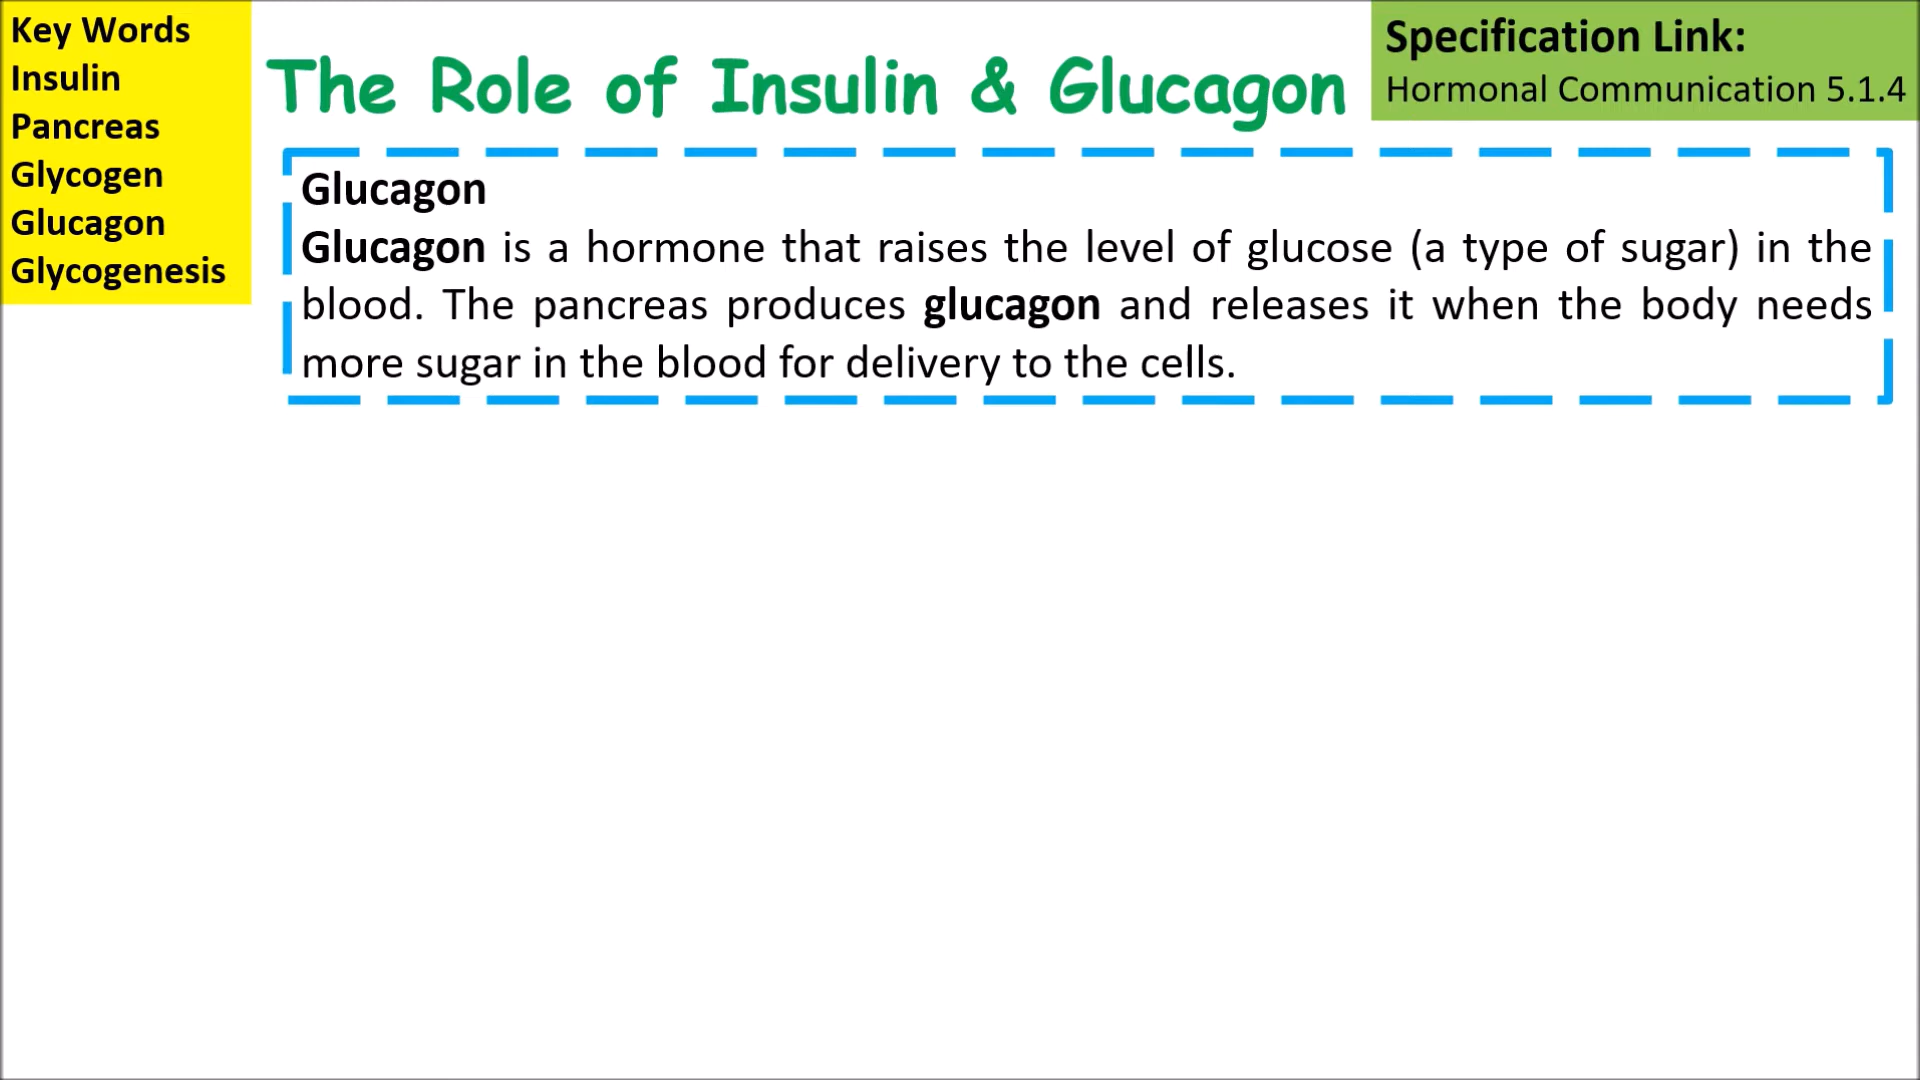 Key Words
Insulin
Pancreas
Glycogen
Glucagon
Glycogenesis
The Role of Insulin & Glucagon
Specification Link:
Hormonal Communication 5.1.4
Glucagon
Glucagon is a hormone that raises the level of glucose (a type of sugar) in the
blood. The pancreas produces glucagon and releases it when the body needs
more sugar in the blood for delivery to the cells.